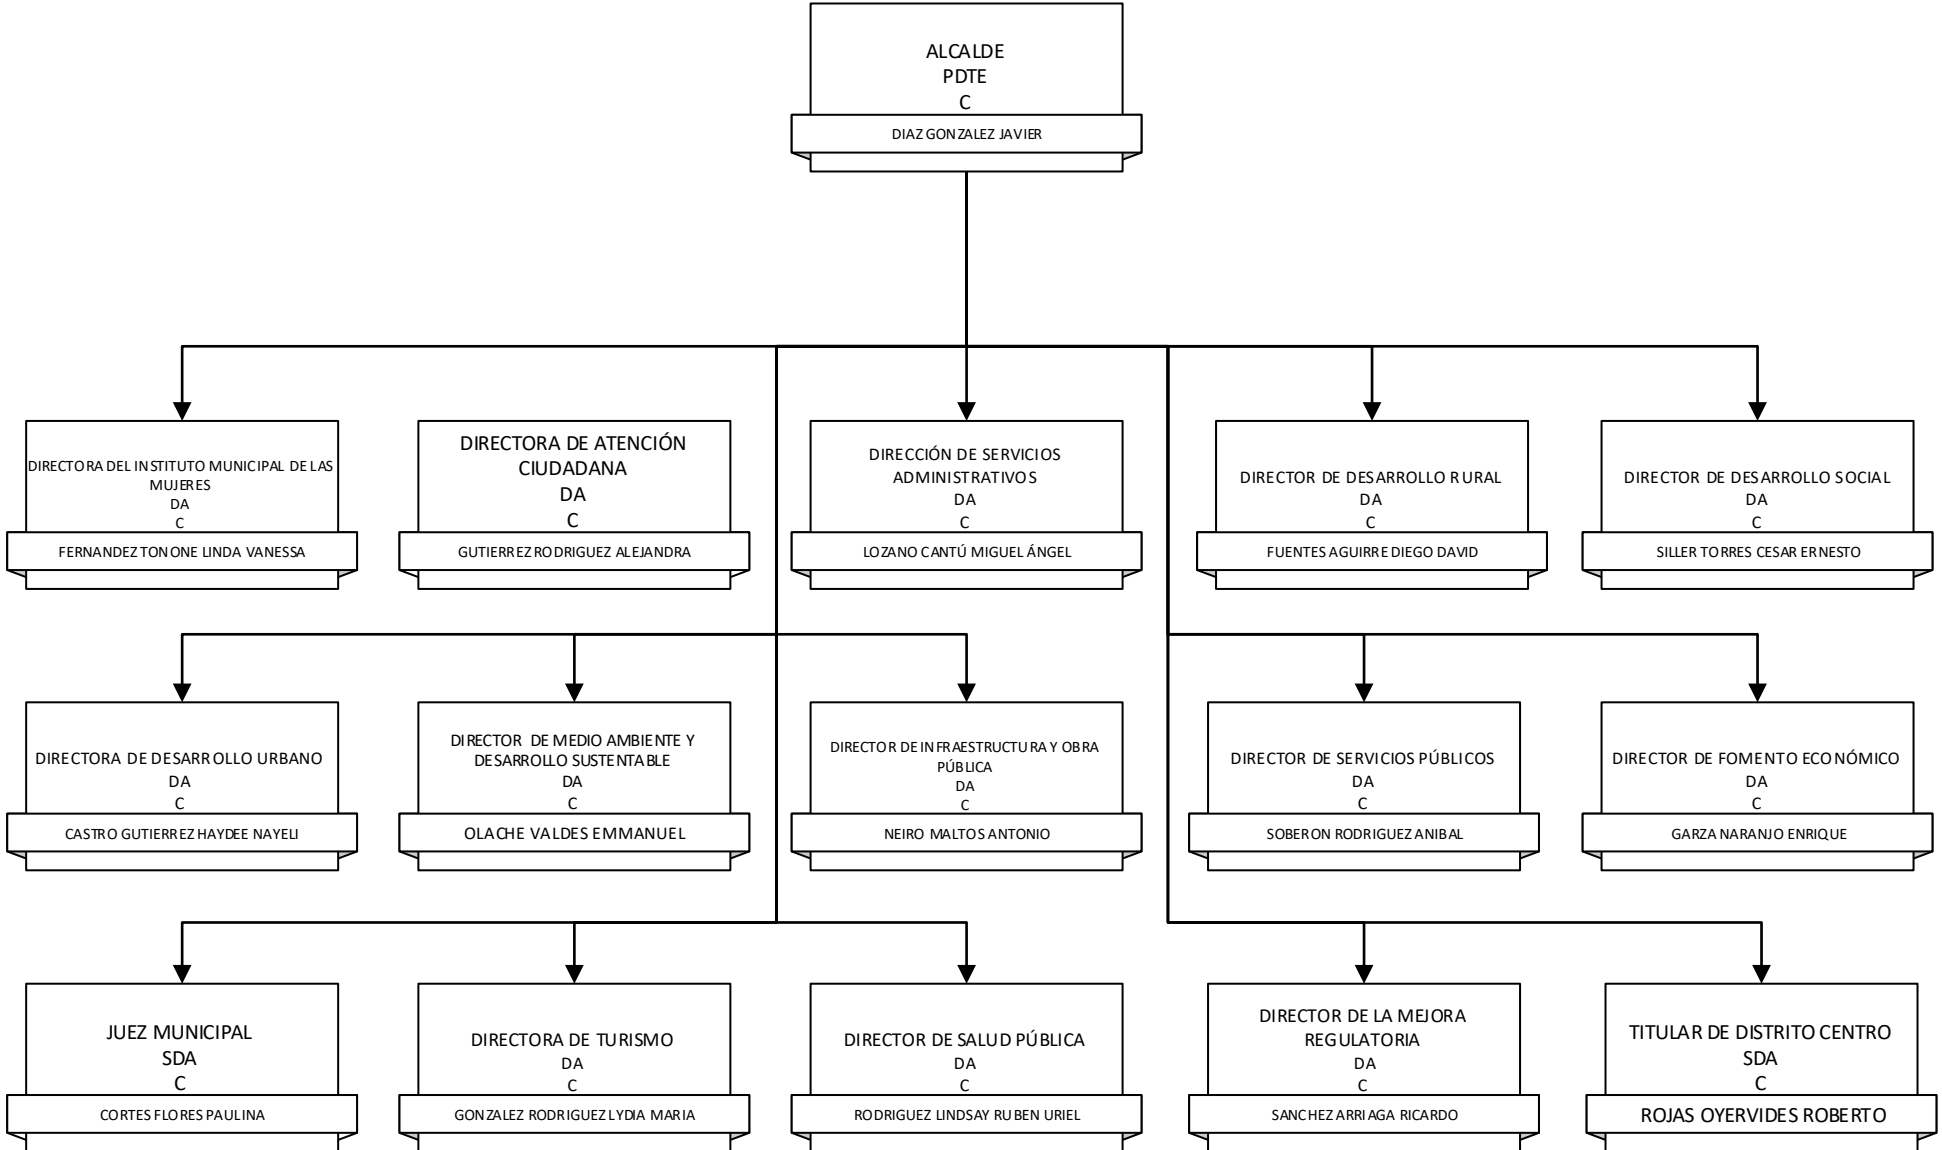 ALCALDE
PDTE
C
DIAZ GONZALEZ JAVIER
DIRECTORA DEL INSTITUTO MUNICIPAL DE LAS
MUJERES
DA
C
FERNANDEZ TONONE LINDA VANESSA
DIRECTORA DE ATENCIÓN
CIUDADANA
DA
C
GUTIERREZ RODRIGUEZ ALEJANDRA
DIRECCIÓN DE SERVICIOS
ADMINISTRATIVOS
DA
C
LOZANO CANTÚ MIGUEL ÁNGEL
DIRECTOR DE DESARROLLO RURAL
DA
C
FUENTES AGUIRRE DIEGO DAVID
DIRECTOR DE DESARROLLO SOCIAL
DA
C
SILLER TORRES CESAR ERNESTO
DIRECTORA DE DESARROLLO URBANO
DA
C
CASTRO GUTIERREZ HAYDEE NAYELI
DIRECTOR DE MEDIO AMBIENTE Y
DESARROLLO SUSTENTABLE
DA
C
OLACHE VALDES EMMANUEL
DIRECTOR DE INFRAESTRUCTURA Y OBRA
PÚBLICA
DA
C
NEIRO MALTOS ANTONIO
DIRECTOR DE SERVICIOS PÚBLICOS
DA
C
SOBERON RODRIGUEZ ANIBAL
DIRECTOR DE FOMENTO ECONÓMICO
DA
C
GARZA NARANJO ENRIQUE
JUEZ MUNICIPAL
SDA
C
CORTES FLORES PAULINA
DIRECTORA DE TURISMO
DA
C
GONZALEZ RODRIGUEZ LYDIA MARIA
DIRECTOR DE SALUD PÚBLICA
DA
C
RODRIGUEZ LINDSAY RUBEN URIEL
DIRECTOR DE LA MEJORA
REGULATORIA
DA
C
SANCHEZ ARRIAGA RICARDO
TITULAR DE DISTRITO CENTRO
SDA
C
ROJAS OYERVIDES ROBERTO